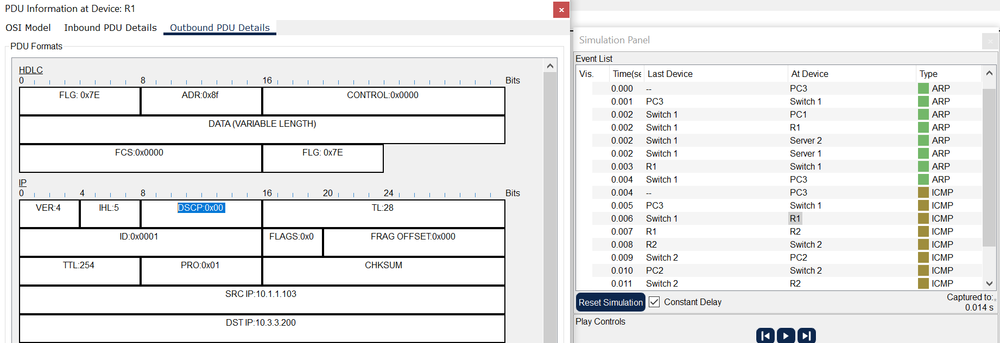 PDU Information at Device: R1
OSI Model Inbound PDU Details Outbound PDU Details
PDU Formats
HDLC
0 8 16 Bits
FLG: 0x7E ADR:0x8f CONTROL:0x0000
DATA (VARIABLE LENGTH)
FCS:0x0000 FLG: 0x7E
IP
0 4 8 16 20 24 Bits
VER:4 IHL:5 DSCP:0x00 TL:28
ID:0x0001 FLAGS:0x0 FRAG OFFSET:0x000
TTL:254 PRO:0x01 CHKSUM
SRC IP:10.1.1.103
DST IP:10.3.3.200
Simulation Panel
Event List
Vis. Time(se Last Device At Device Type
0.000 -- PC3 ARP
0.001 PC3 Switch 1 ARP
0.002 Switch 1 PC1 ARP
0.002 Switch 1 R1 ARP
0.002 Switch 1 Server 2 ARP
0.002 Switch 1 Server 1 ARP
0.003 R1 Switch 1 ARP
0.004 Switch 1 PC3 ARP
0.004 -- PC3 ICMP
0.005 PC3 Switch 1 ICMP
0.006 Switch 1 R1 ICMP
0.007 R1 R2 ICMP
0.008 R2 Switch 2 ICMP
0.009 Switch 2 PC2 ICMP
0.010 PC2 Switch 2 ICMP
0.011 Switch 2 R2 ICMP
Reset Simulation Constant Delay
Captured to:
0.014 s
Play Controls